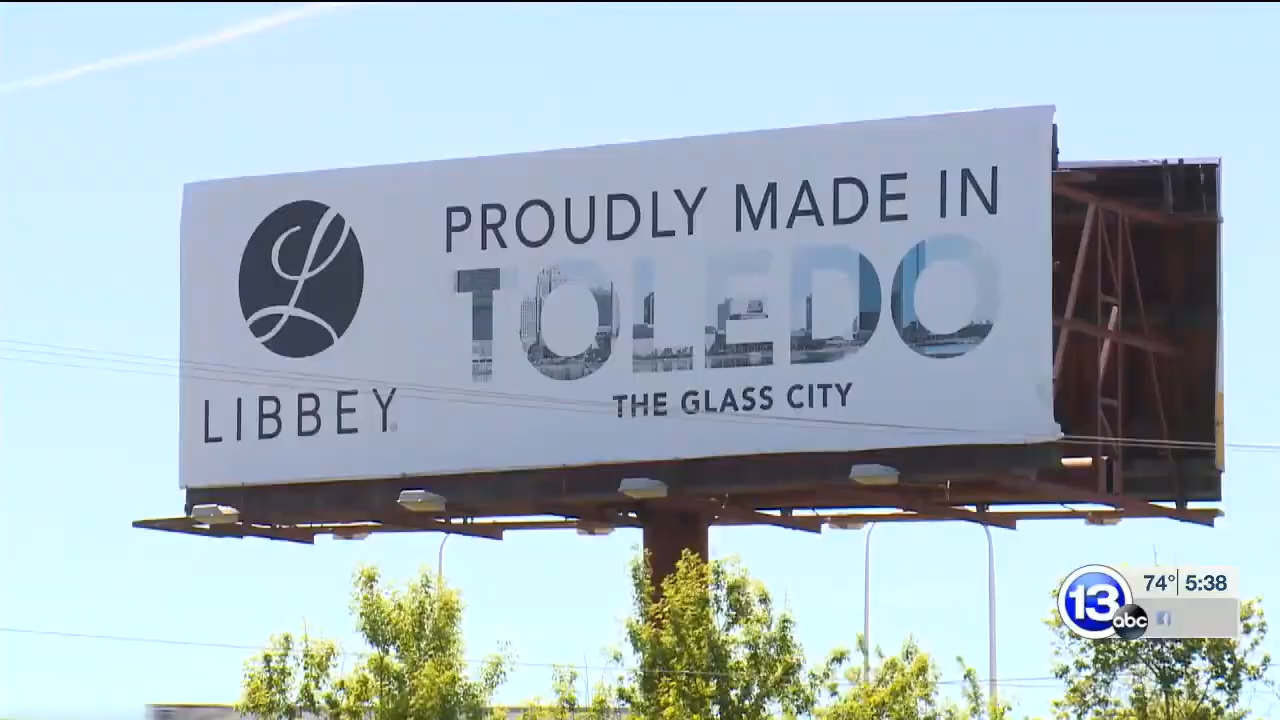 PROUDLY MADE IN
TOLEDO
THE GLASS CITY
L
LIBBEY
74° 5:38
13 abc
f